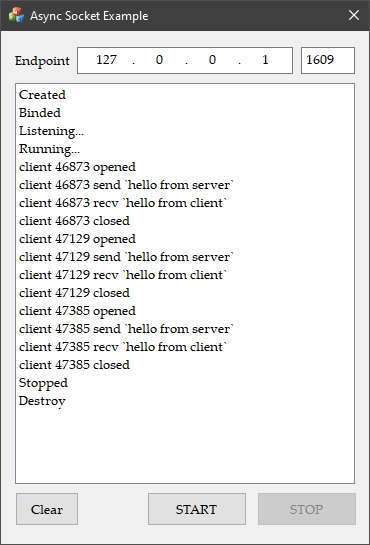 Async Socket Example
Endpoint 127 . 0 . 0 . 1 1609
Created
Binded
Listening...
Running...
client 46873 opened
client 46873 send `hello from server`
client 46873 recv `hello from client`
client 46873 closed
client 47129 opened
client 47129 send `hello from server`
client 47129 recv `hello from client`
client 47129 closed
client 47385 opened
client 47385 send `hello from server`
client 47385 recv `hello from client`
client 47385 closed
Stopped
Destroy
Clear START STOP